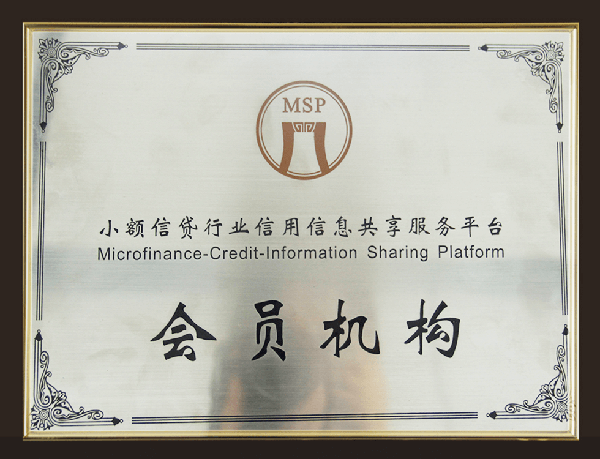 MSP
小额信贷行业信用信息共享服务平台
Microfinance-Credit-Information Sharing Platform
会员机构